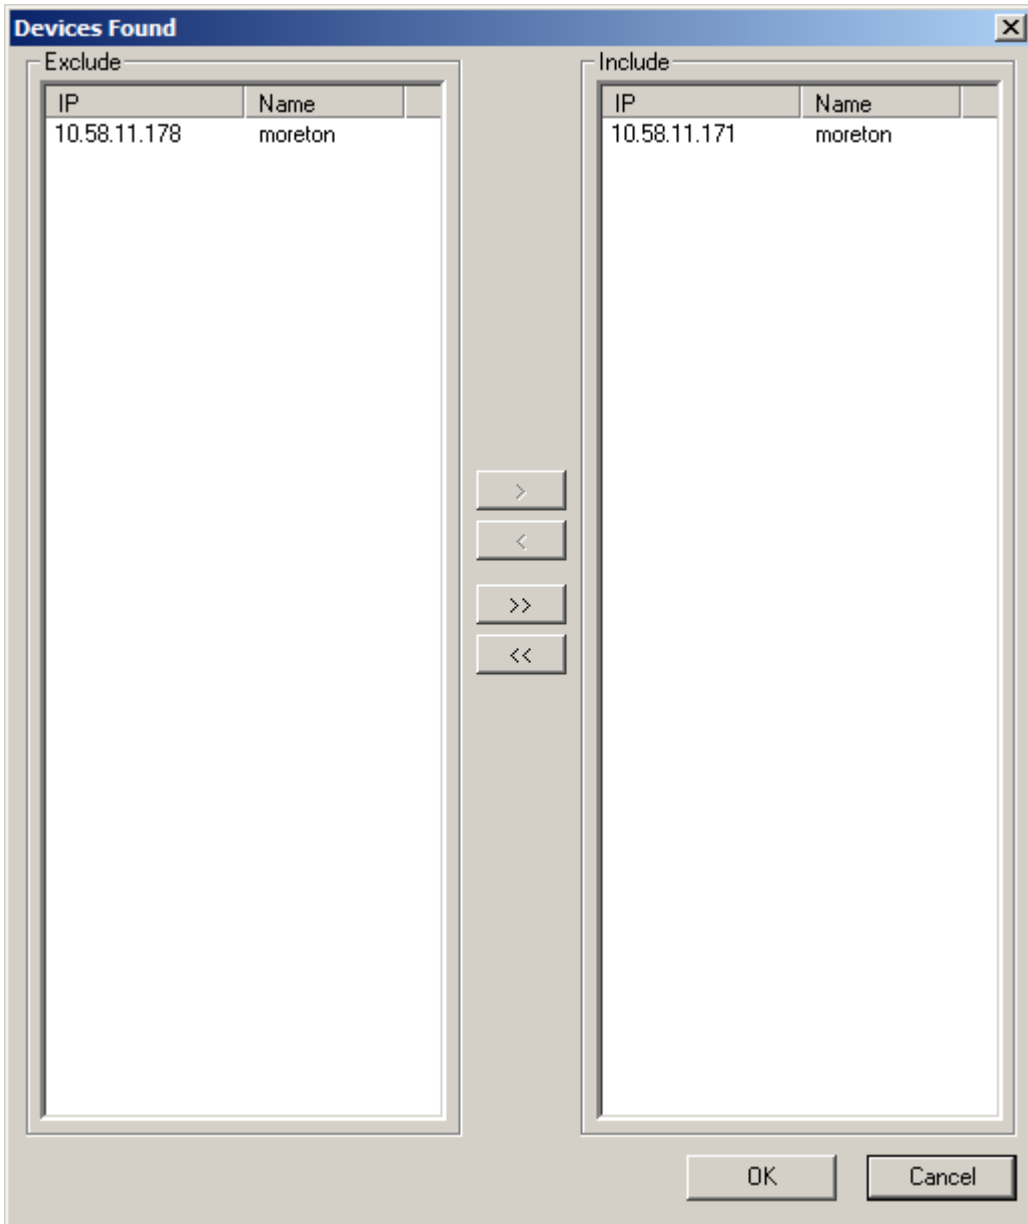 Devices Found
Exclude
IP Name
10.58.11.178 moreton
Include
IP Name
10.58.11.171 moreton
>
<
>>
<<
OK Cancel